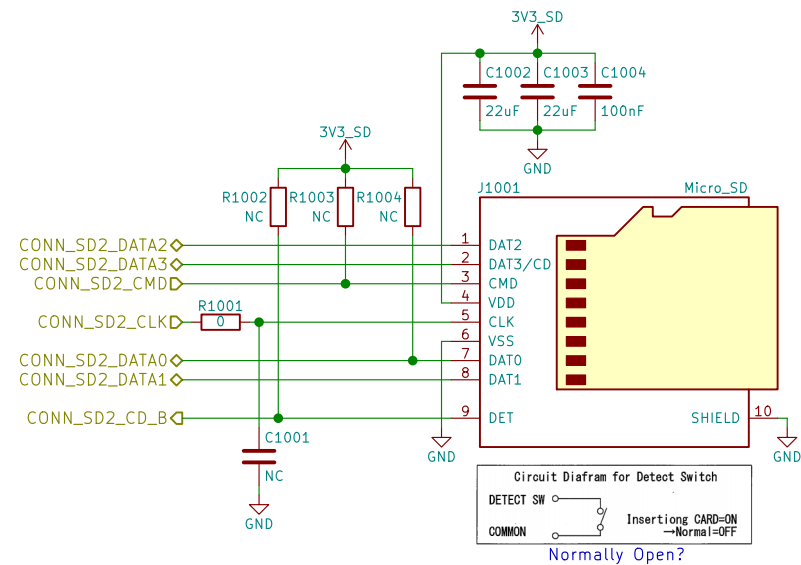 3V3_SD
C1002
C1003
C1004
22uF
22uF
100nF
GND
3V3_SD
R1002
R1003
R1004
NC
NC
NC
J1001
Micro_SD
CONN_SD2_DATA2
1
DAT2
CONN_SD2_DATA3
2
DAT3/CD
CONN_SD2_CMD
3
CMD
4
VDD
R1001
CONN_SD2_CLK
0
5
CLK
6
VSS
CONN_SD2_DATA0
7
DAT0
CONN_SD2_DATA1
8
DAT1
CONN_SD2_CD_B
9
DET
SHIELD
10
C1001
NC
GND
GND
GND
Circuit Diafram for Detect Switch
DETECT SW
Insertiong CARD=ON
COMMON
→Normal=OFF
Normally Open?